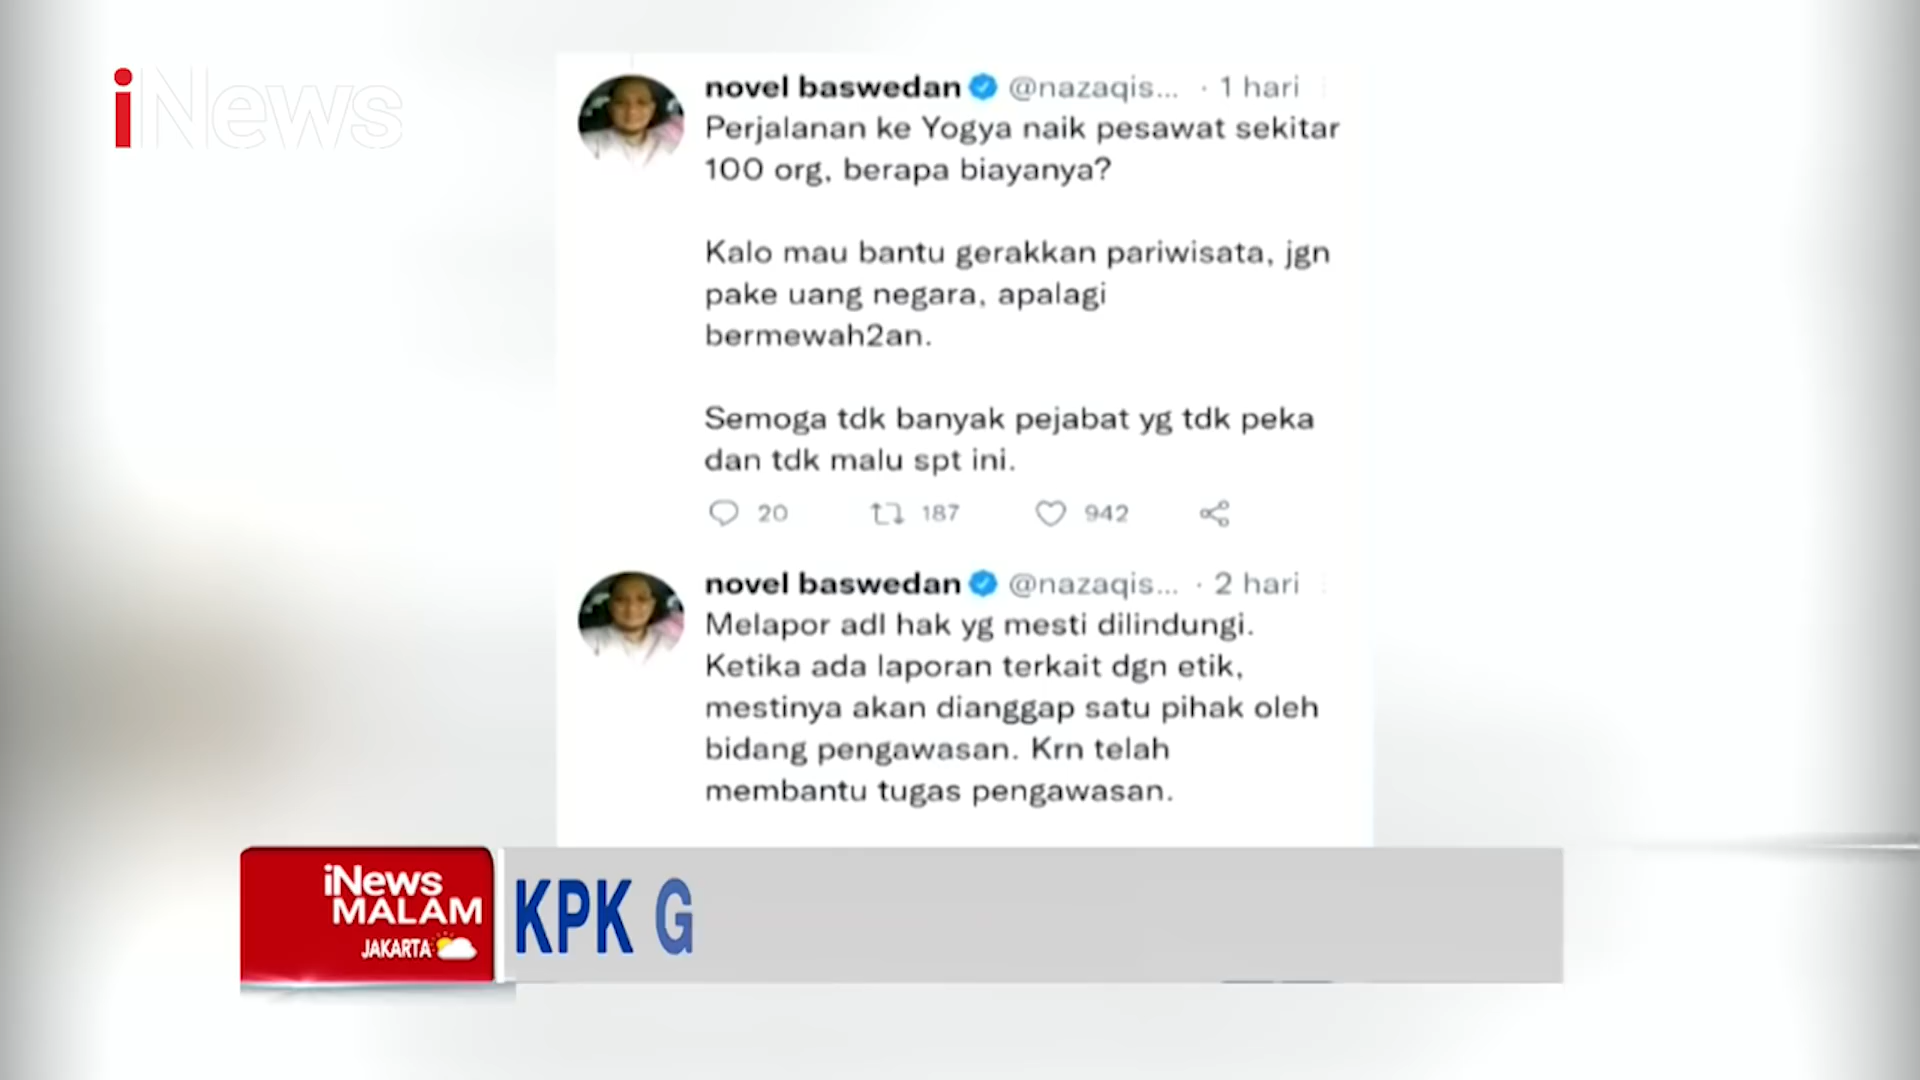 iNews
novel baswedan @nazaqis... · 1 hari
Perjalanan ke Yogya naik pesawat sekitar
100 org, berapa biayanya?
Kalo mau bantu gerakkan pariwisata, jgn
pake uang negara, apalagi
bermewah2an.
Semoga tdk banyak pejabat yg tdk peka
dan tdk malu spt ini.
20 187 942
novel baswedan @nazaqis... · 2 hari
Melapor adl hak yg mesti dilindungi.
Ketika ada laporan terkait dgn etik,
mestinya akan dianggap satu pihak oleh
bidang pengawasan. Krn telah
membantu tugas pengawasan.
iNews
MALAM
JAKARTA
KPK G